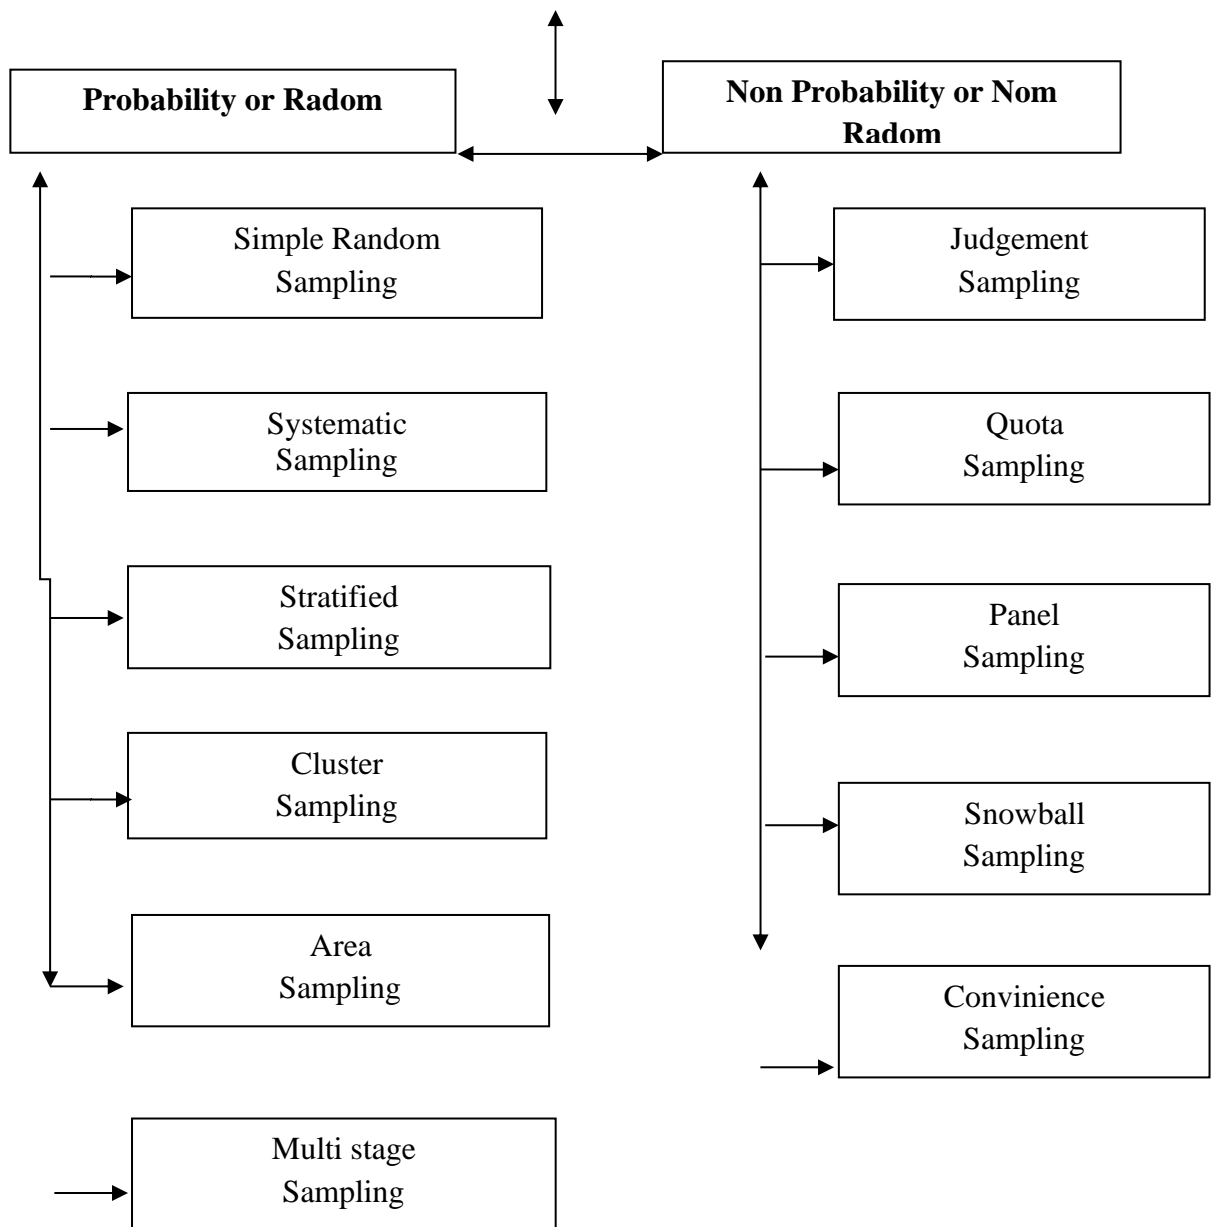 Probability or Radom
Non Probability or Nom
Radom
Simple Random
Sampling
Systematic
Sampling
Stratified
Sampling
Cluster
Sampling
Area
Sampling
Multi stage
Sampling
Judgement
Sampling
Quota
Sampling
Panel
Sampling
Snowball
Sampling
Convinience
Sampling